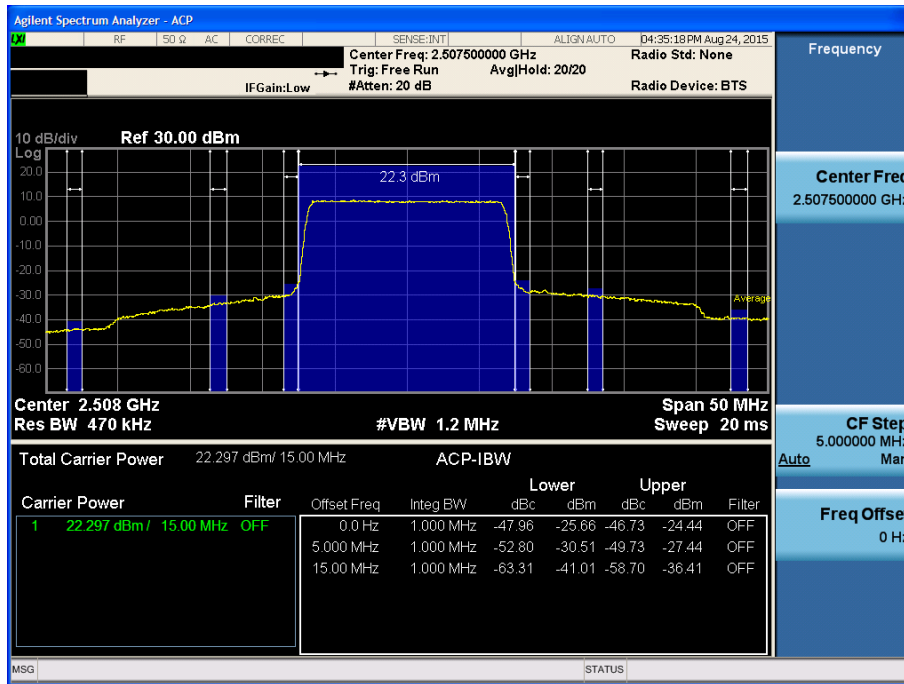 Agilent Spectrum Analyzer - ACP
LXI RF 50 Ω AC CORREC SENSE:INT ALIGN AUTO 04:35:18 PM Aug 24, 2015
Center Freq: 2.507500000 GHz Radio Std: None
Trig: Free Run Avg|Hold: 20/20
IFGain:Low #Atten: 20 dB Radio Device: BTS
Frequency
10 dB/div Ref 30.00 dBm
Log
20.0
22.3 dBm
10.0
0.00
-10.0
-20.0
-30.0
Average
-40.0
-50.0
-60.0
Center Freq
2.507500000 GHz
Center 2.508 GHz Span 50 MHz
Res BW 470 kHz #VBW 1.2 MHz Sweep 20 ms
CF Step
5.000000 MHz
Auto Man
Total Carrier Power 22.297 dBm/ 15.00 MHz ACP-IBW
Lower Upper
Carrier Power Filter Offset Freq Integ BW dBc dBm dBc dBm Filter
1 22.297 dBm / 15.00 MHz OFF 0.0 Hz 1.000 MHz -47.96 -25.66 -46.73 -24.44 OFF
5.000 MHz 1.000 MHz -52.80 -30.51 -49.73 -27.44 OFF
15.00 MHz 1.000 MHz -63.31 -41.01 -58.70 -36.41 OFF
Freq Offset
0 Hz
MSG STATUS